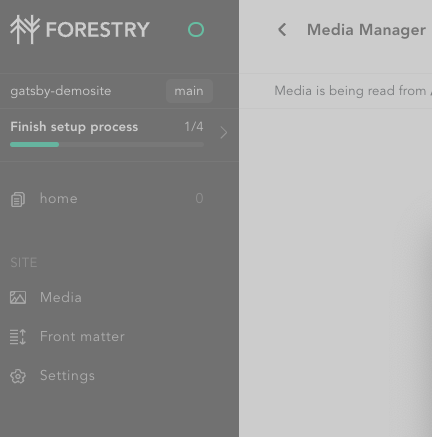 FORESTRY
Media Manager
gatsby-demosite main
Media is being read from
Finish setup process 1/4
home 0
SITE
Media
Front matter
Settings